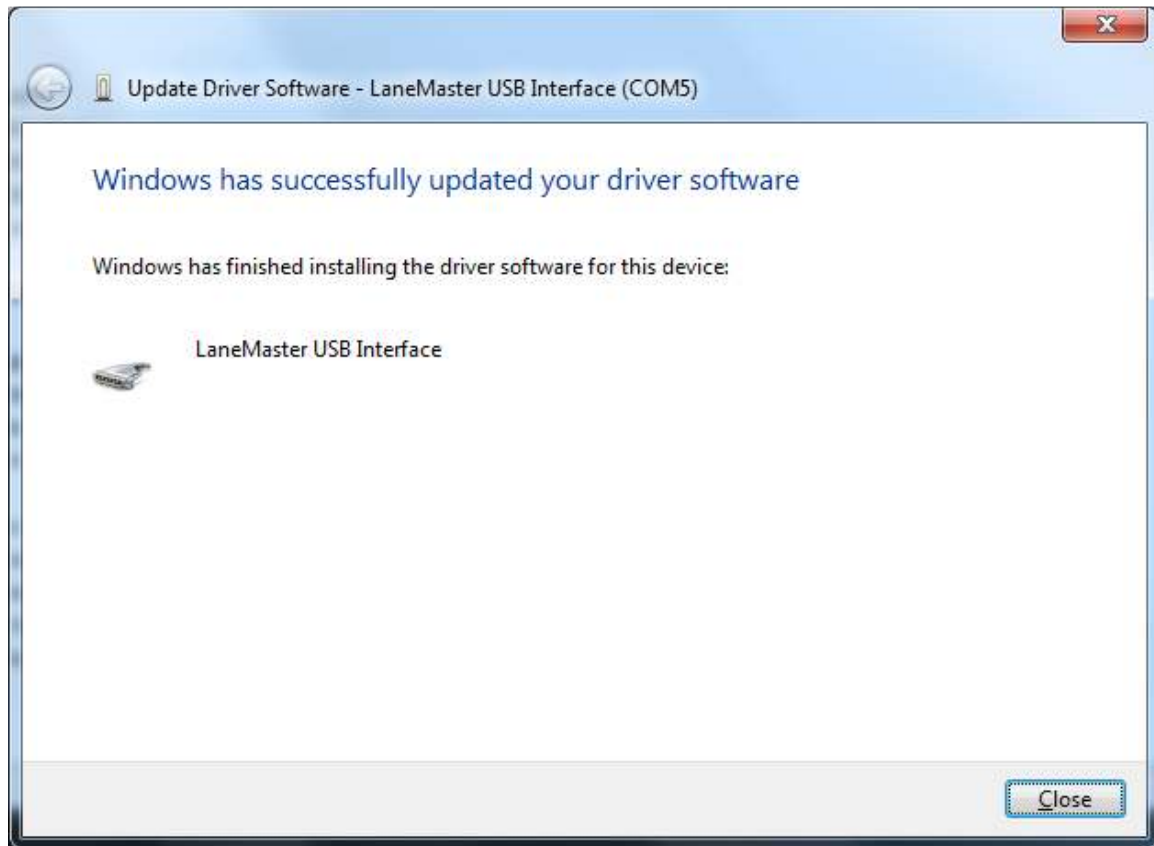 Update Driver Software - LaneMaster USB Interface (COM5)
Windows has successfully updated your driver software
Windows has finished installing the driver software for this device:
LaneMaster USB Interface
Close